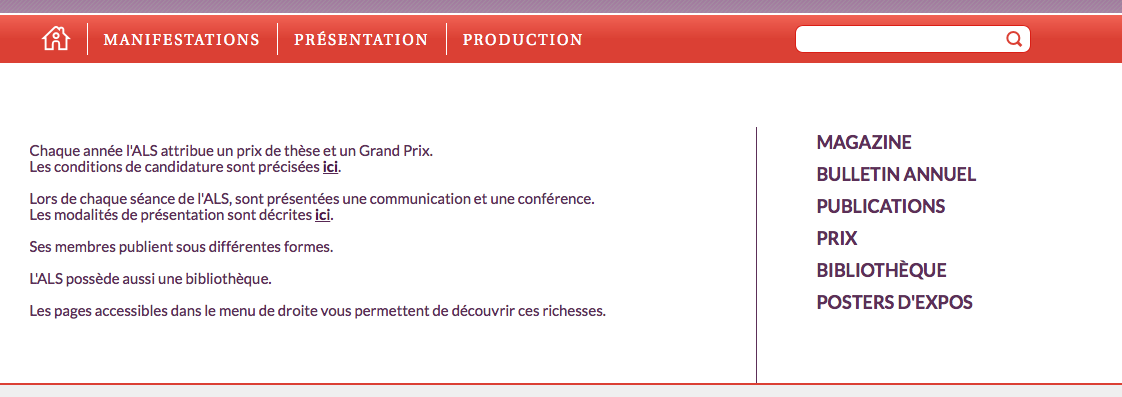 MANIFESTATIONS
PRÉSENTATION
PRODUCTION
Chaque année l'ALS attribue un prix de thèse et un Grand Prix.
Les conditions de candidature sont précisées ici.
Lors de chaque séance de l'ALS, sont présentées une communication et une conférence.
Les modalités de présentation sont décrites ici.
Ses membres publient sous différentes formes.
L'ALS possède aussi une bibliothèque.
Les pages accessibles dans le menu de droite vous permettent de découvrir ces richesses.
MAGAZINE
BULLETIN ANNUEL
PUBLICATIONS
PRIX
BIBLIOTHÈQUE
POSTERS D'EXPOS